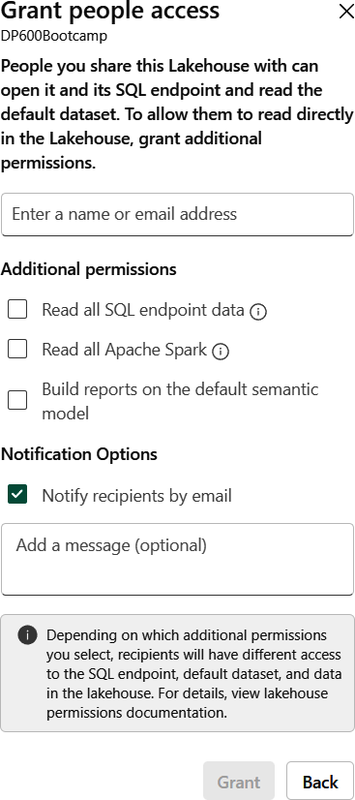 Grant people access
DP600Bootcamp
People you share this Lakehouse with can
open it and its SQL endpoint and read the
default dataset. To allow them to read directly
in the Lakehouse, grant additional
permissions.
Enter a name or email address
Additional permissions
Read all SQL endpoint data
Read all Apache Spark
Build reports on the default semantic
model
Notification Options
Notify recipients by email
Add a message (optional)
Depending on which additional permissions
you select, recipients will have different access
to the SQL endpoint, default dataset, and data
in the lakehouse. For details, view lakehouse
permissions documentation.
Grant
Back